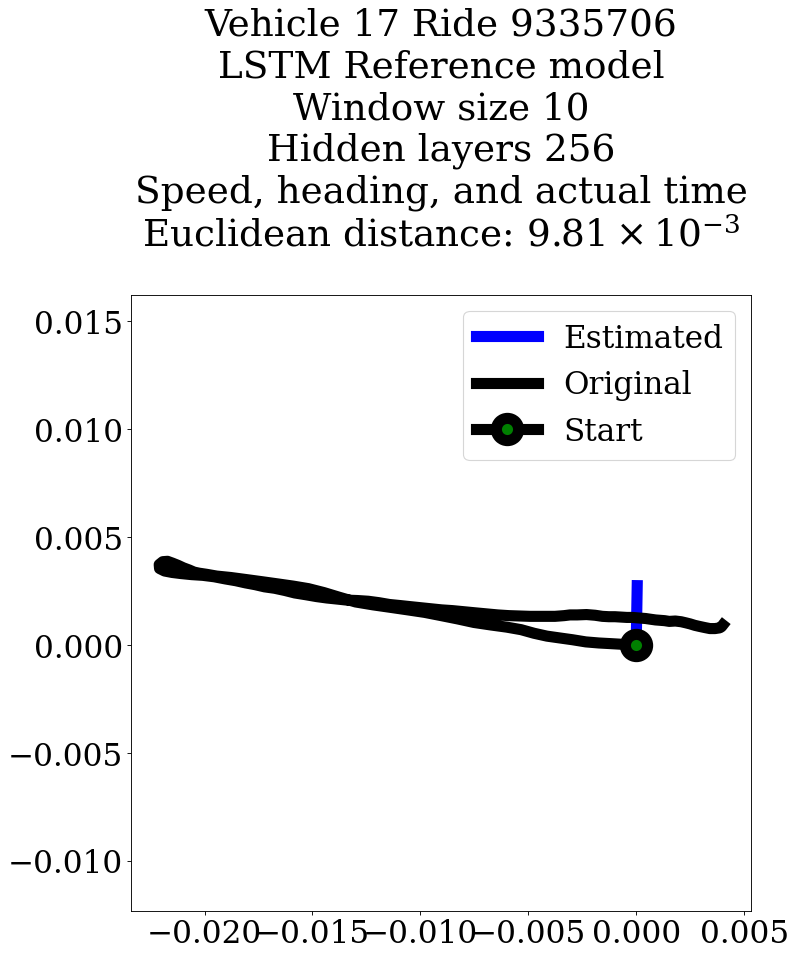 Vehicle 17 Ride 9335706
LSTM Reference model
Window size 10
Hidden layers 256
Speed, heading, and actual time
Euclidean distance: 9.81 × 10⁻³
Estimated
Original
Start
0.015
0.010
0.005
0.000
−0.005
−0.010
−0.020 −0.015 −0.010 −0.005 0.000 0.005